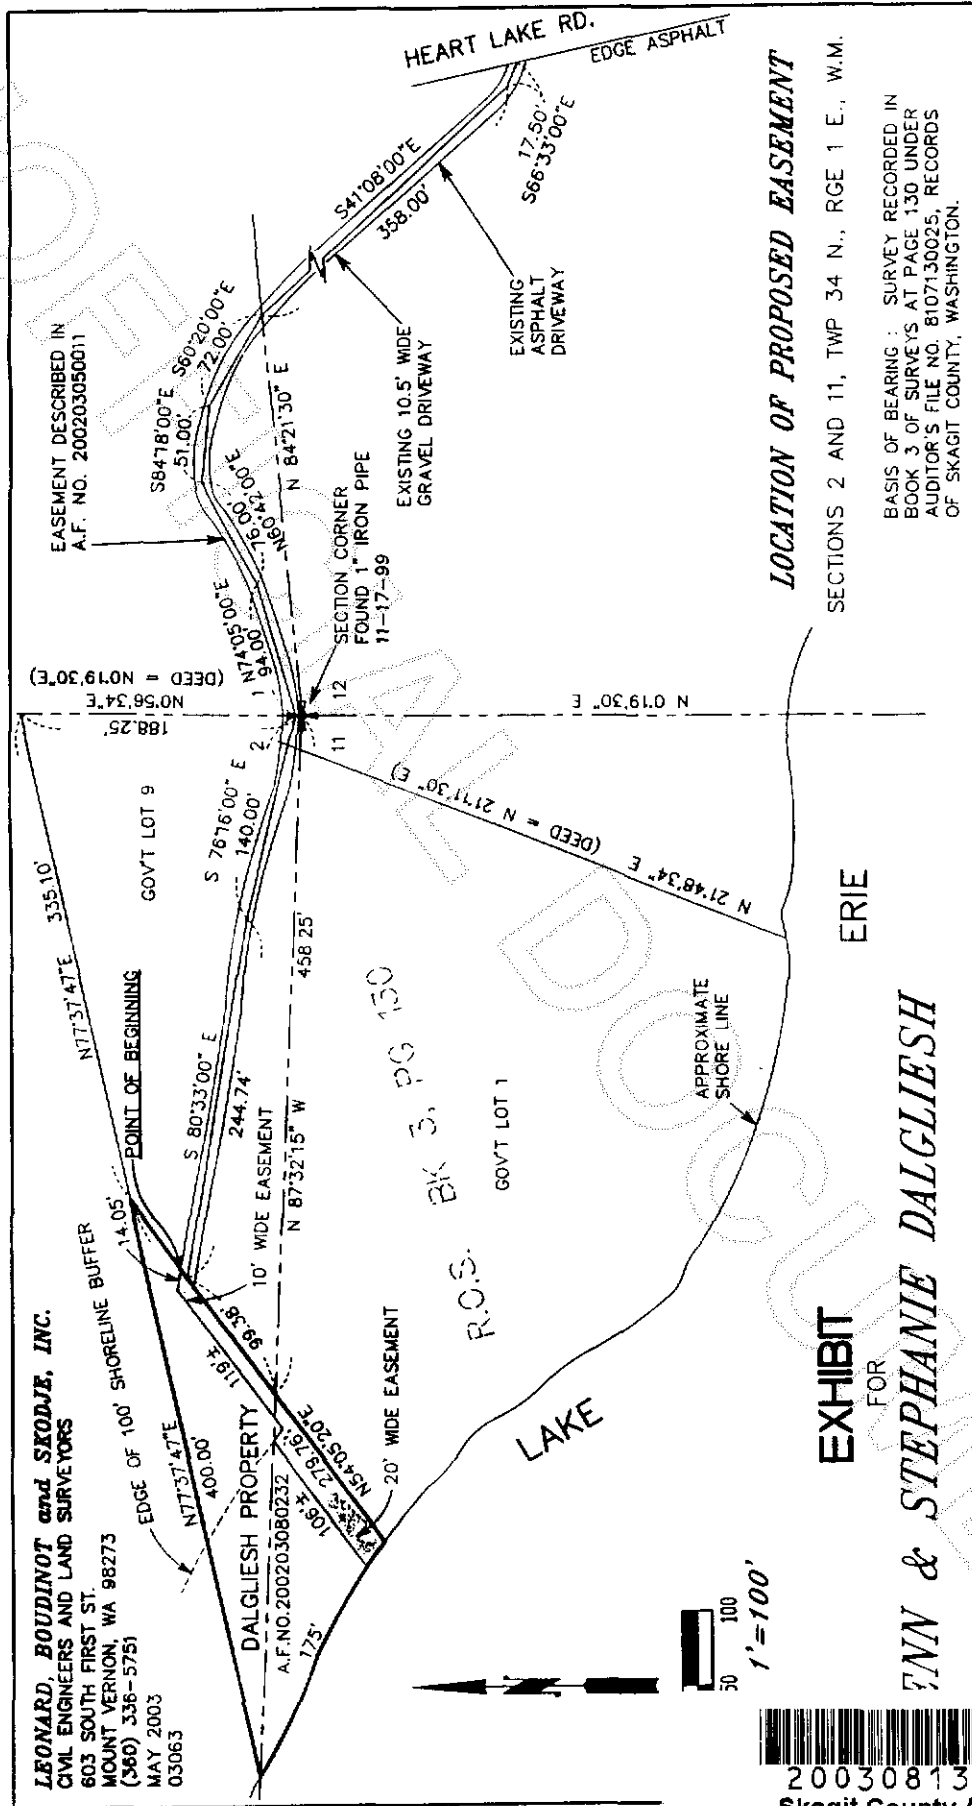 LEONARD, BOUDINOT and SKODJE, INC.
CIVIL ENGINEERS AND LAND SURVEYORS
603 SOUTH FIRST ST.
MOUNT VERNON, WA 98273
(360) 336-5751
MAY 2003
03063
EDGE OF 100' SHORELINE BUFFER
N77°37'47"E
400.00'
DALGLIESH PROPERTY
A.F.NO.200203080232
175'
106'±
119'±
N54°05'20"E 279.76'
99.38'
14.05'
20' WIDE EASEMENT
10' WIDE EASEMENT
POINT OF BEGINNING
N77°37'47"E 335.10'
GOV'T LOT 9
S 80°33'00" E
244.74'
S 76°16'00" E
140.00'
N 87°32'15" W
458.25'
188.25'
N0°56'34"E
(DEED = N0°19'30"E)
2
1
11
12
N74°05'00"E
94.00'
76.00'
N60°42'00"E
S84°18'00"E
51.00'
S60°20'00"E
72.00'
N 84°21'30" E
EASEMENT DESCRIBED IN
A.F. NO. 200203050011
SECTION CORNER
FOUND 1" IRON PIPE
11-17-99
EXISTING 10.5' WIDE
GRAVEL DRIVEWAY
EXISTING
ASPHALT
DRIVEWAY
S41°08'00"E
358.00'
17.50'
S66°33'00"E
HEART LAKE RD.
EDGE ASPHALT
N 0°19'30" E
N 21°48'34" E (DEED = N 21°11'30" E)
R.O.S. BK 3, PG 130
GOV'T LOT 1
APPROXIMATE
SHORE LINE
LAKE ERIE
LOCATION OF PROPOSED EASEMENT
SECTIONS 2 AND 11, TWP 34 N., RGE 1 E., W.M.
BASIS OF BEARING : SURVEY RECORDED IN
BOOK 3 OF SURVEYS AT PAGE 130 UNDER
AUDITOR'S FILE NO. 8107130025, RECORDS
OF SKAGIT COUNTY, WASHINGTON.
N
50 100
1"=100'
EXHIBIT
FOR
ENN & STEPHANIE DALGLIESH
20030813
Skagit County
UNOFFICIAL DOCUMENT